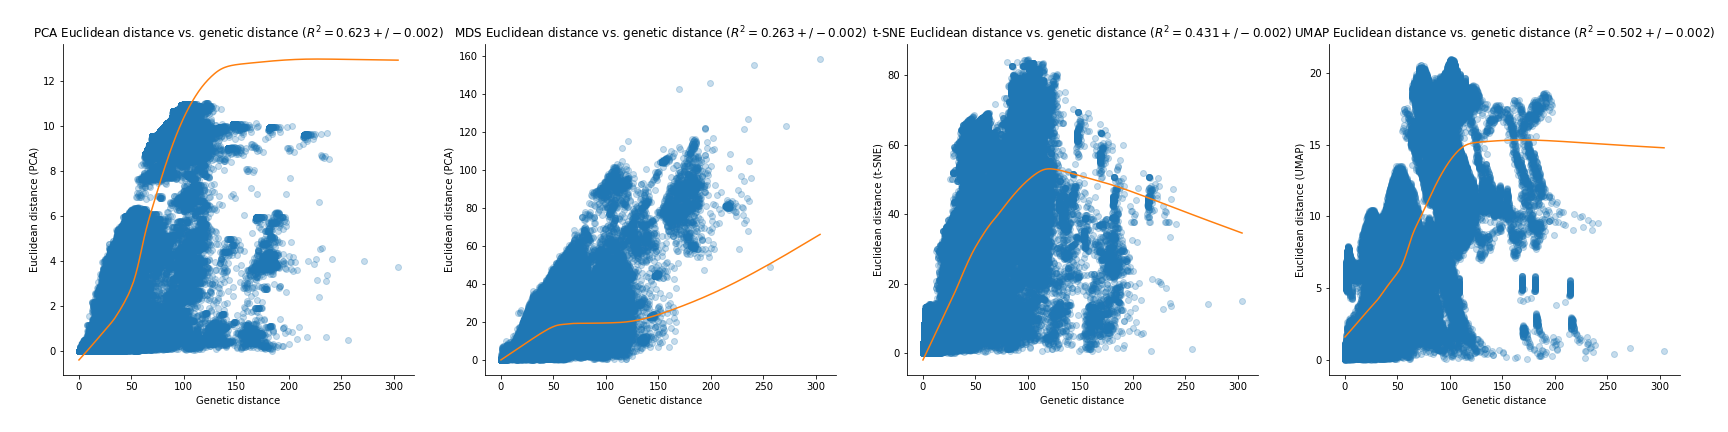 PCA Euclidean distance vs. genetic distance (R² = 0.623 + / − 0.002)
12
10
8
6
4
2
0
Euclidean distance (PCA)
0 50 100 150 200 250 300
Genetic distance
MDS Euclidean distance vs. genetic distance (R² = 0.263 + / − 0.002)
160
140
120
100
80
60
40
20
0
Euclidean distance (PCA)
0 50 100 150 200 250 300
Genetic distance
t-SNE Euclidean distance vs. genetic distance (R² = 0.431 + / − 0.002)
80
60
40
20
0
Euclidean distance (t-SNE)
0 50 100 150 200 250 300
Genetic distance
UMAP Euclidean distance vs. genetic distance (R² = 0.502 + / − 0.002)
20
15
10
5
0
Euclidean distance (UMAP)
0 50 100 150 200 250 300
Genetic distance